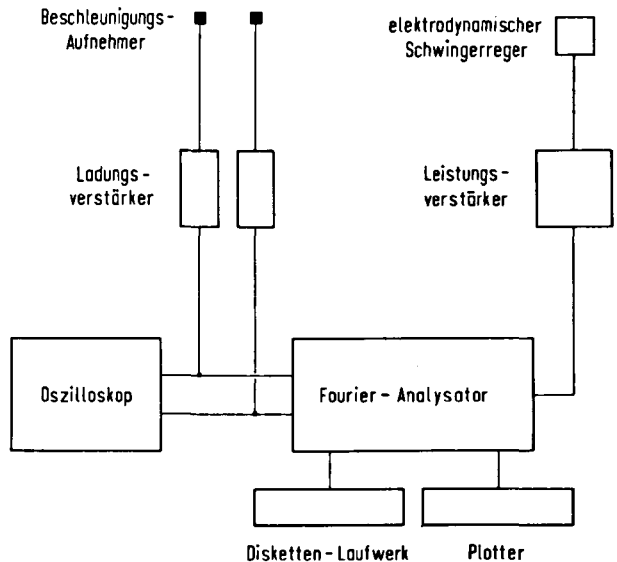 Beschleunigungs-
Aufnehmer
elektrodynamischer
Schwingerreger
Ladungs-
verstärker
Leistungs-
verstärker
Oszilloskop
Fourier-Analysator
Disketten-Laufwerk
Plotter